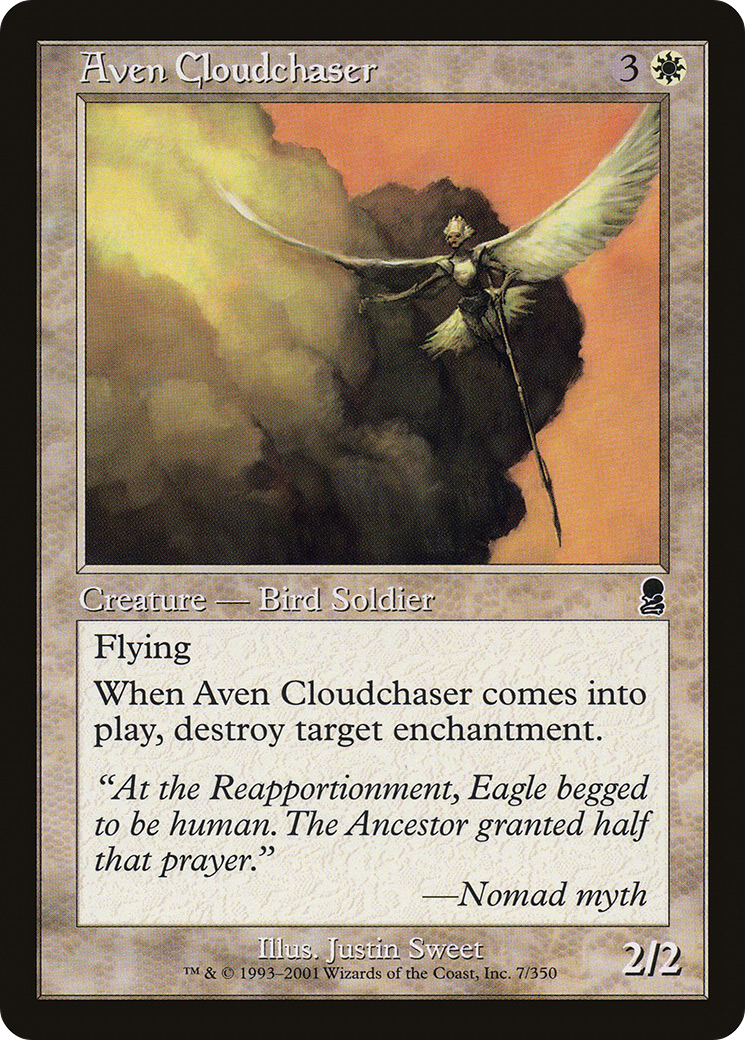 Aven Cloudchaser
3
Creature — Bird Soldier
Flying
When Aven Cloudchaser comes into
play, destroy target enchantment.
“At the Reapportionment, Eagle begged
to be human. The Ancestor granted half
that prayer.”
—Nomad myth
Illus. Justin Sweet
™ & © 1993–2001 Wizards of the Coast, Inc. 7/350
2/2